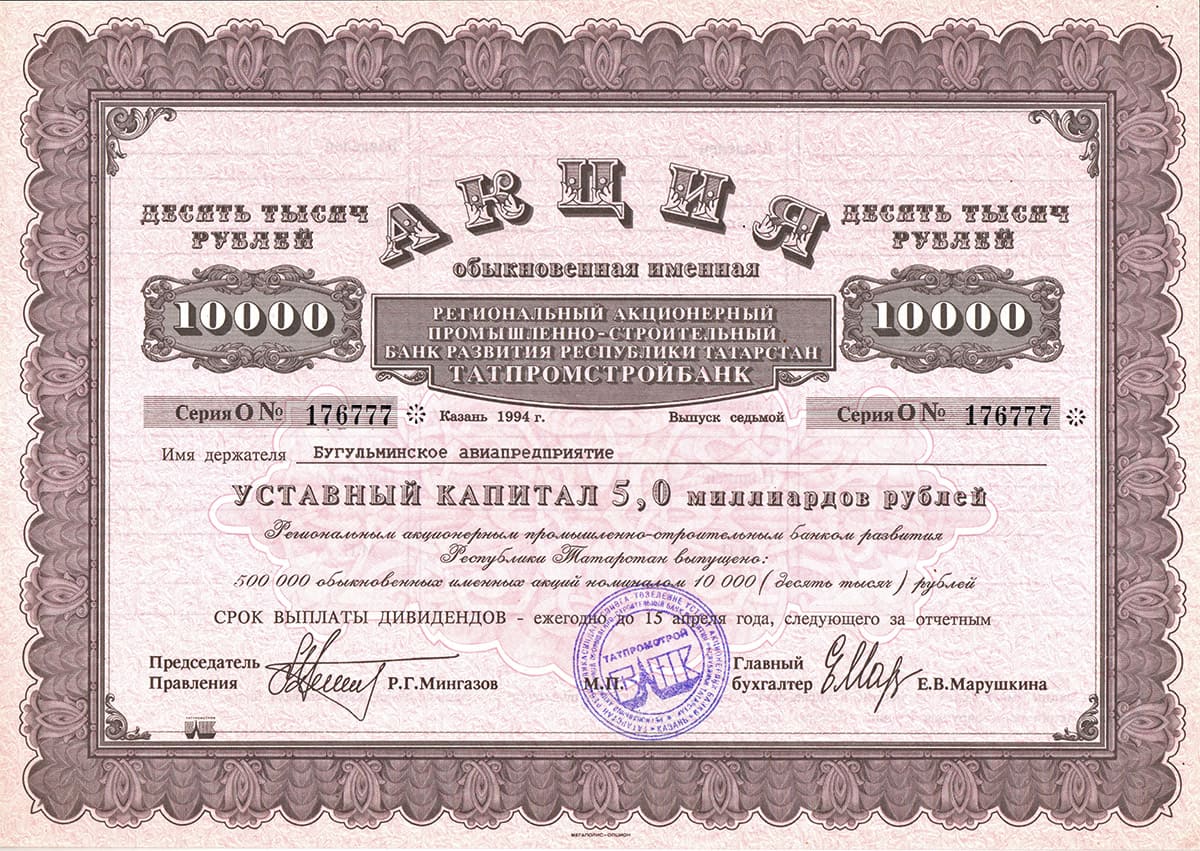 АКЦИЯ
ДЕСЯТЬ ТЫСЯЧ
РУБЛЕЙ
ДЕСЯТЬ ТЫСЯЧ
РУБЛЕЙ
обыкновенная именная
10000
10000
РЕГИОНАЛЬНЫЙ АКЦИОНЕРНЫЙ
ПРОМЫШЛЕННО-СТРОИТЕЛЬНЫЙ
БАНК РАЗВИТИЯ РЕСПУБЛИКИ ТАТАРСТАН
ТАТПРОМСТРОЙБАНК
Серия О № 176777
Казань 1994 г.
Выпуск седьмой
Серия О № 176777
Имя держателя БУГУЛЬМИНСКОЕ АВИАПРЕДПРИЯТИЕ
УСТАВНЫЙ КАПИТАЛ 5,0 миллиардов рублей
Региональным акционерным промышленно-строительным банком развития
Республики Татарстан выпущено:
500 000 обыкновенных именных акций номиналом 10 000 ( десять тысяч ) рублей
СРОК ВЫПЛАТЫ ДИВИДЕНДОВ - ежегодно до 15 апреля года, следующего за отчетным
Председатель
Правления
Р.Г.Мингазов
М.П.
ТАТПРОМСТРОЙ
БАНК
КАЗАНЬ
Главный
бухгалтер
Е.В.Марушкина
ТАТПРОМСТРОЙ
БАНК
МЕГАПОЛИС-ОПЦИОН